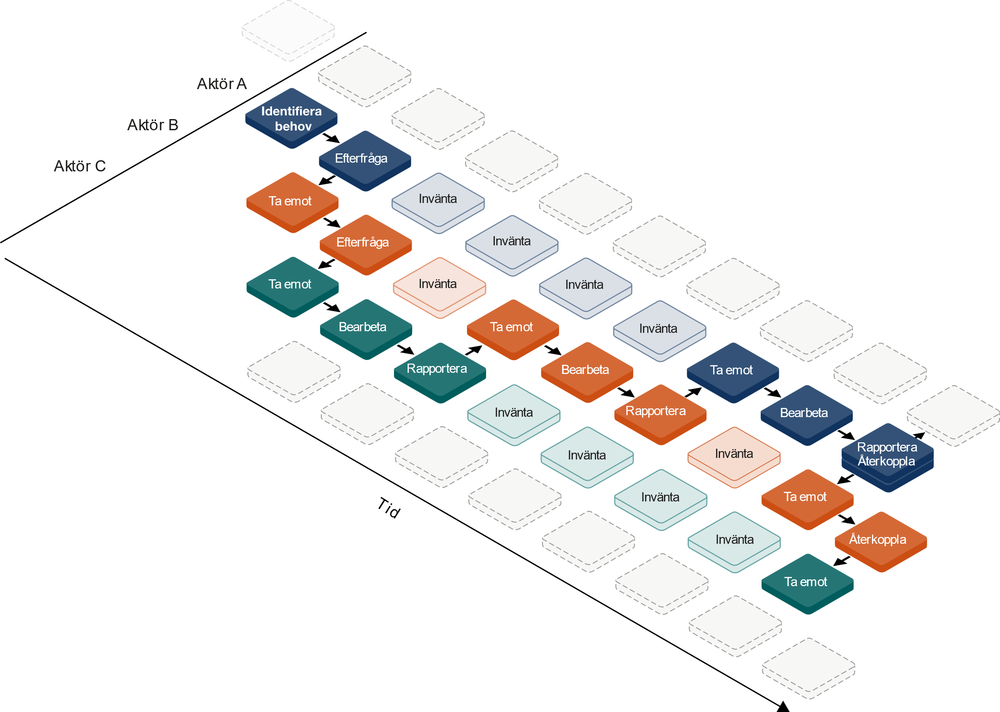 Aktör A
Aktör B
Aktör C
Identifiera
behov
Efterfråga
Ta emot
Invänta
Efterfråga
Invänta
Ta emot
Invänta
Invänta
Bearbeta
Ta emot
Invänta
Rapportera
Bearbeta
Ta emot
Invänta
Rapportera
Bearbeta
Invänta
Invänta
Rapportera
Återkoppla
Invänta
Ta emot
Invänta
Återkoppla
Ta emot
Tid